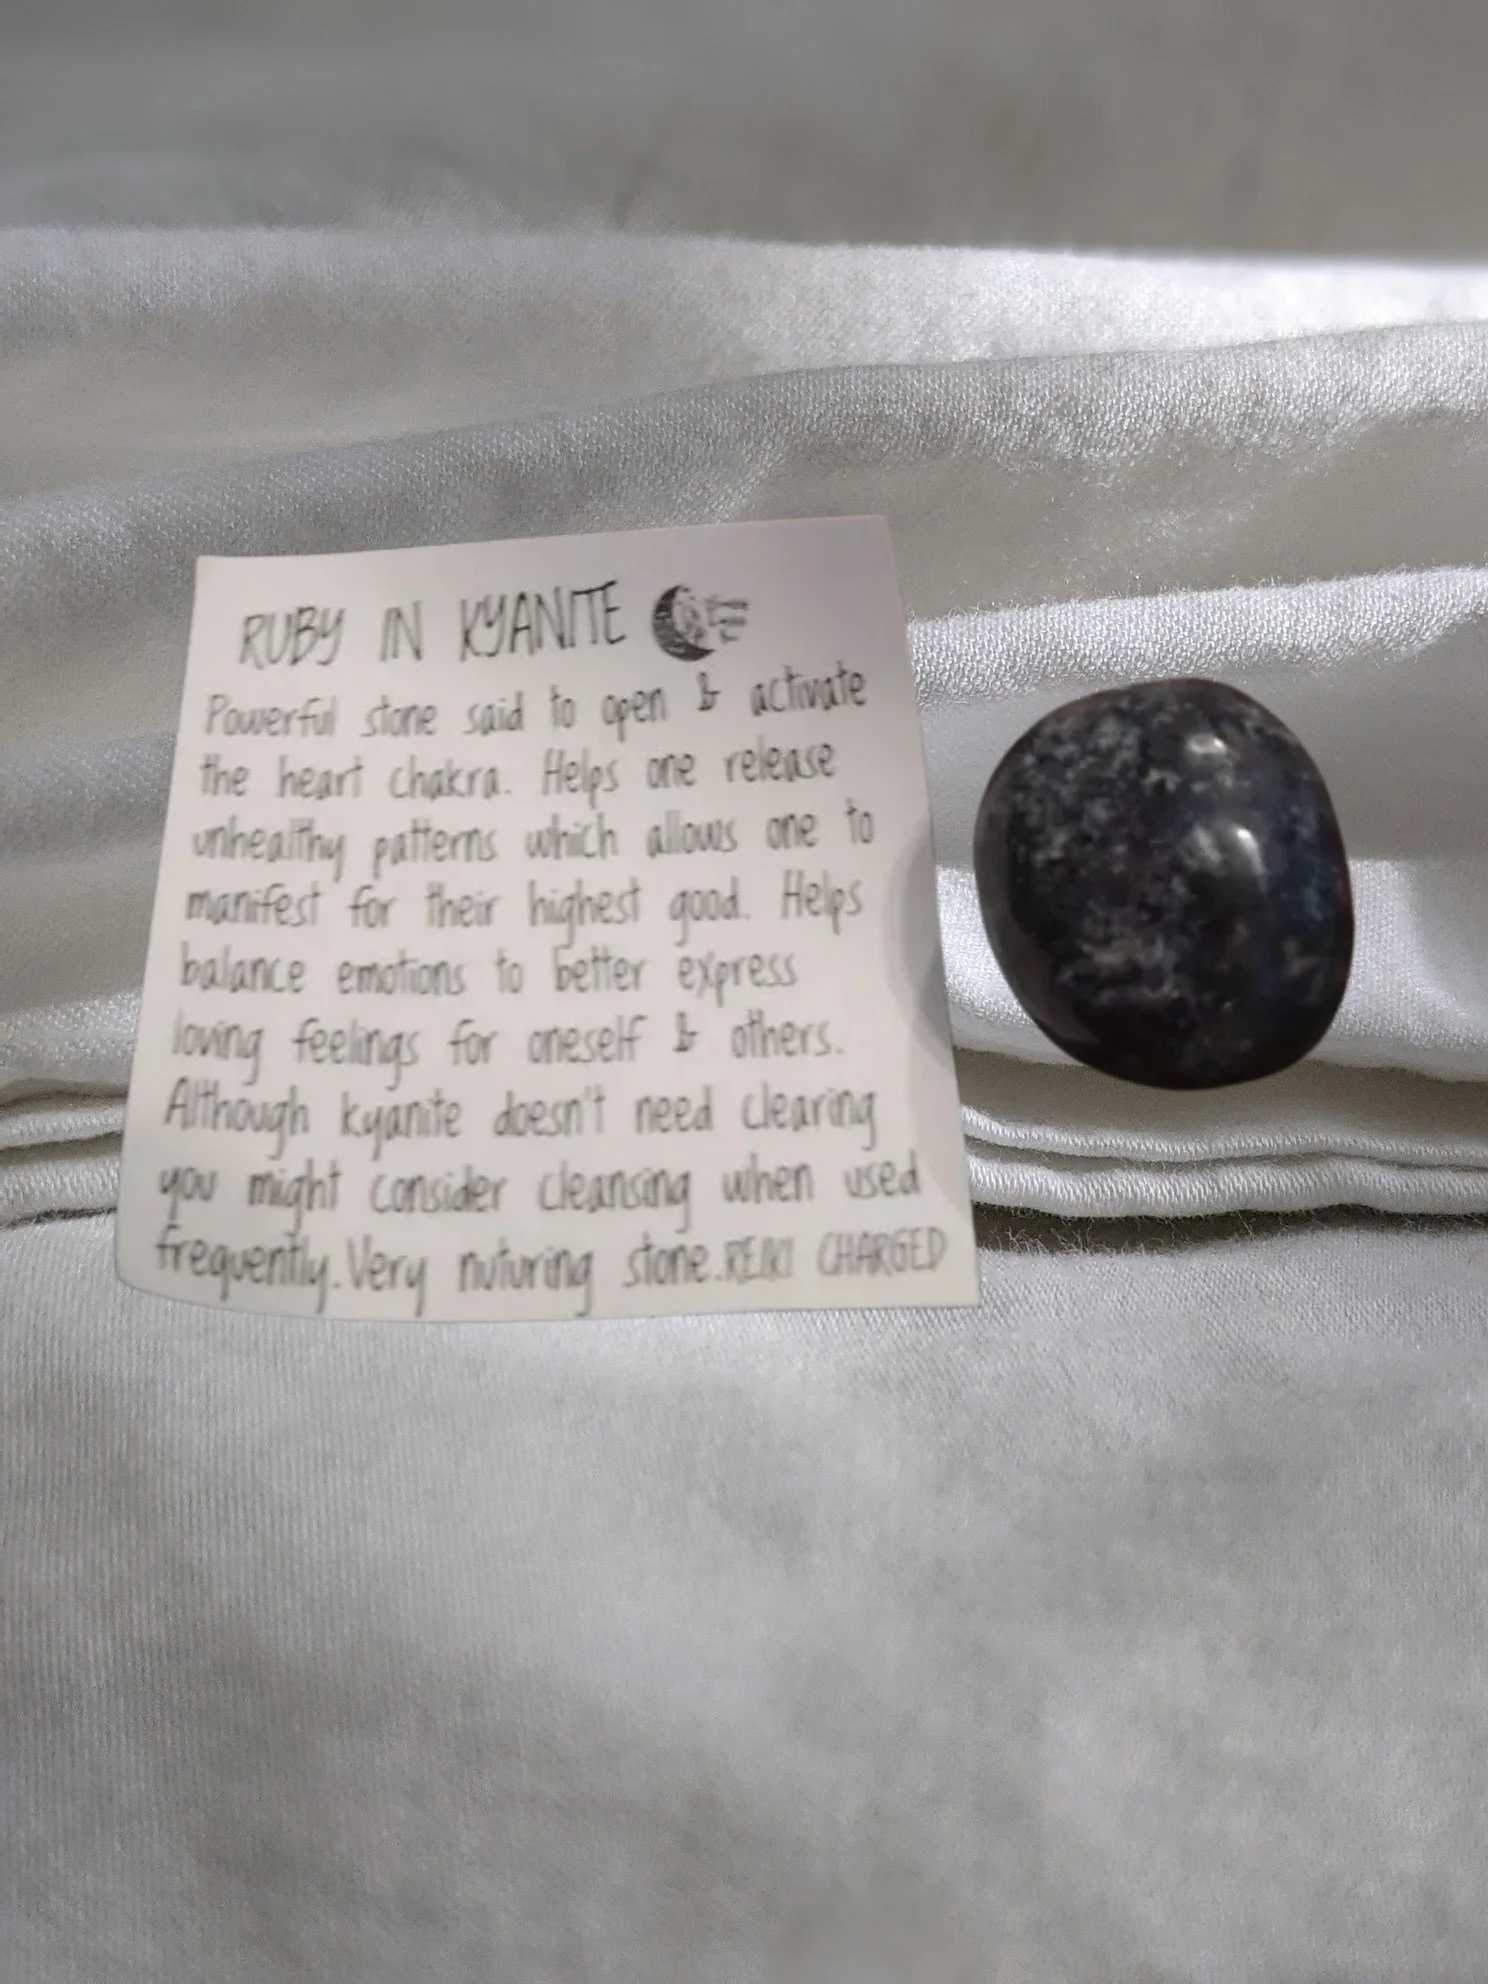 RUBY IN KYANITE
Powerful stone said to open & activate
the heart chakra. Helps one release
unhealthy patterns which allows one to
manifest for their highest good. Helps
balance emotions to better express
loving feelings for oneself & others.
Although kyanite doesn't need clearing
you might consider cleansing when used
frequently. Very nuturing stone. REIKI CHARGED